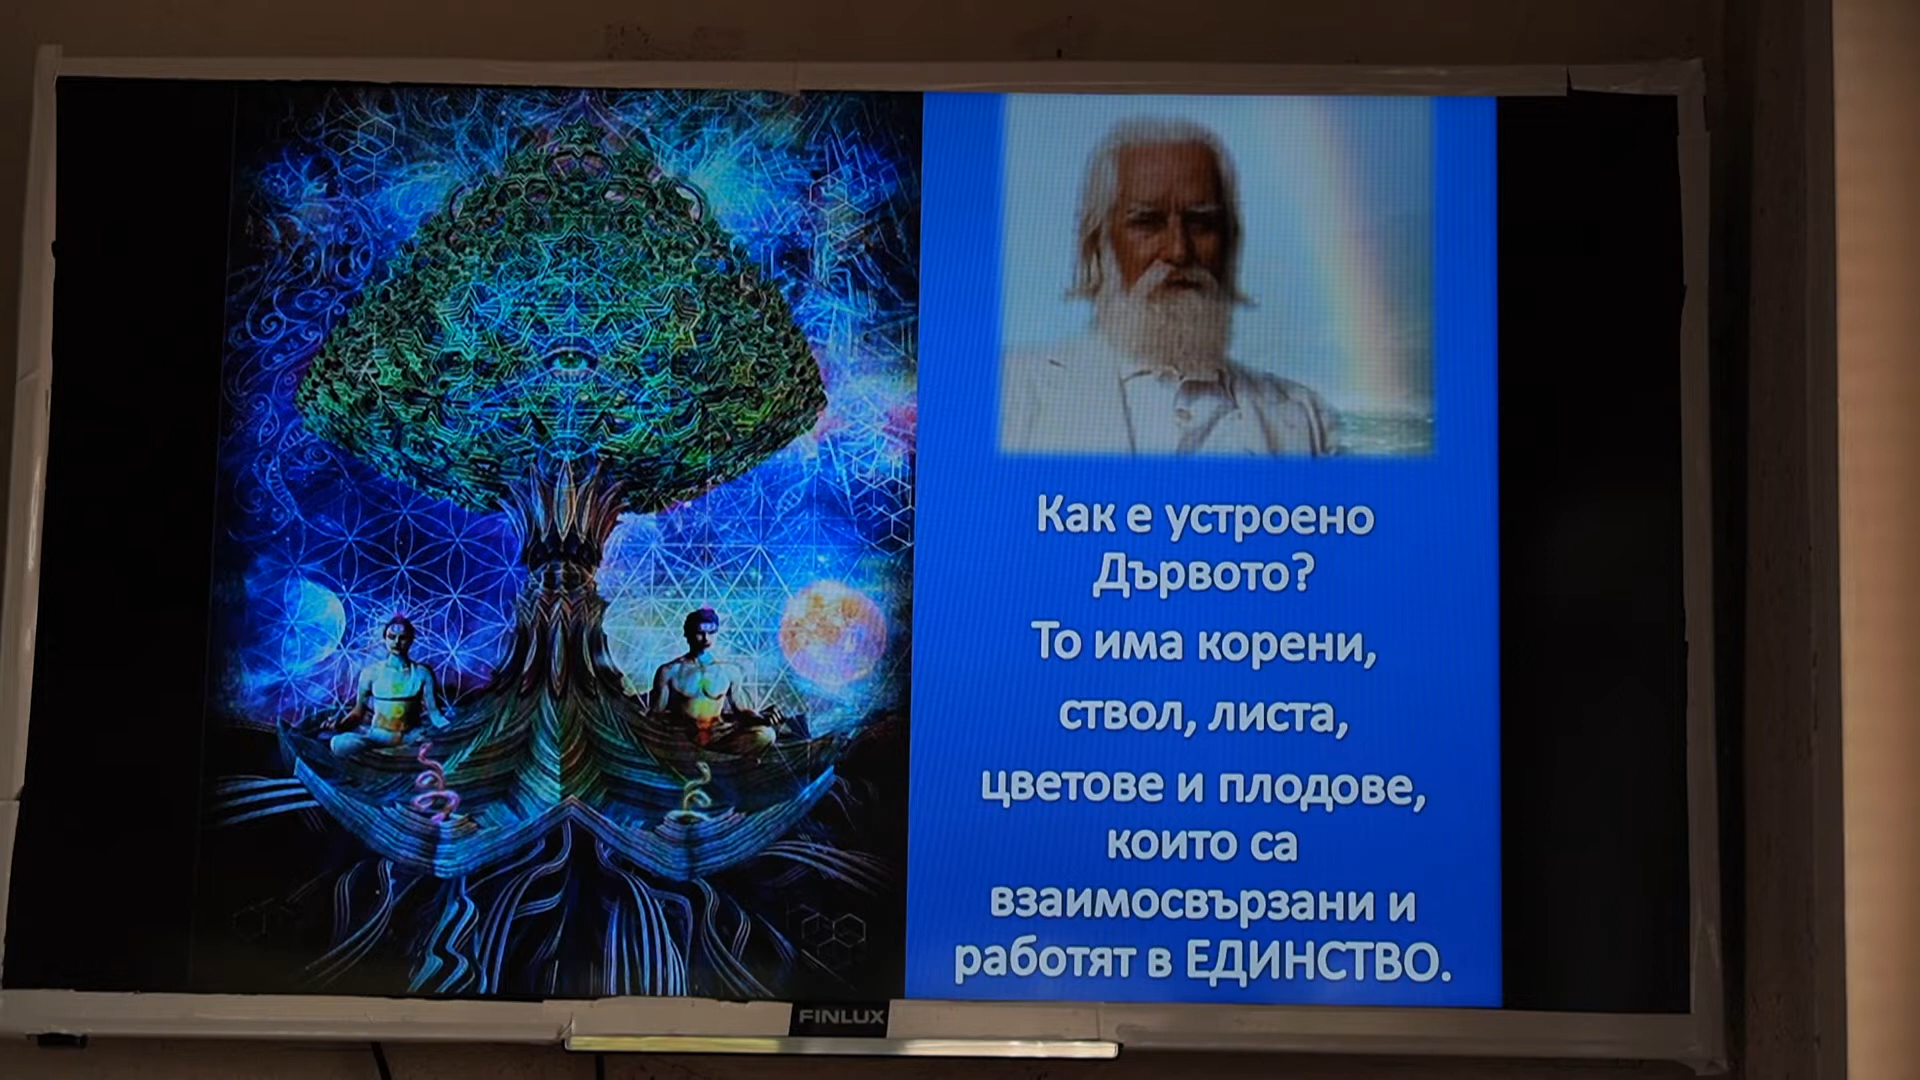 Как е устроено
Дървото?
То има корени,
ствол, листа,
цветове и плодове,
които са
взаимосвързани и
работят в ЕДИНСТВО.
FINLUX